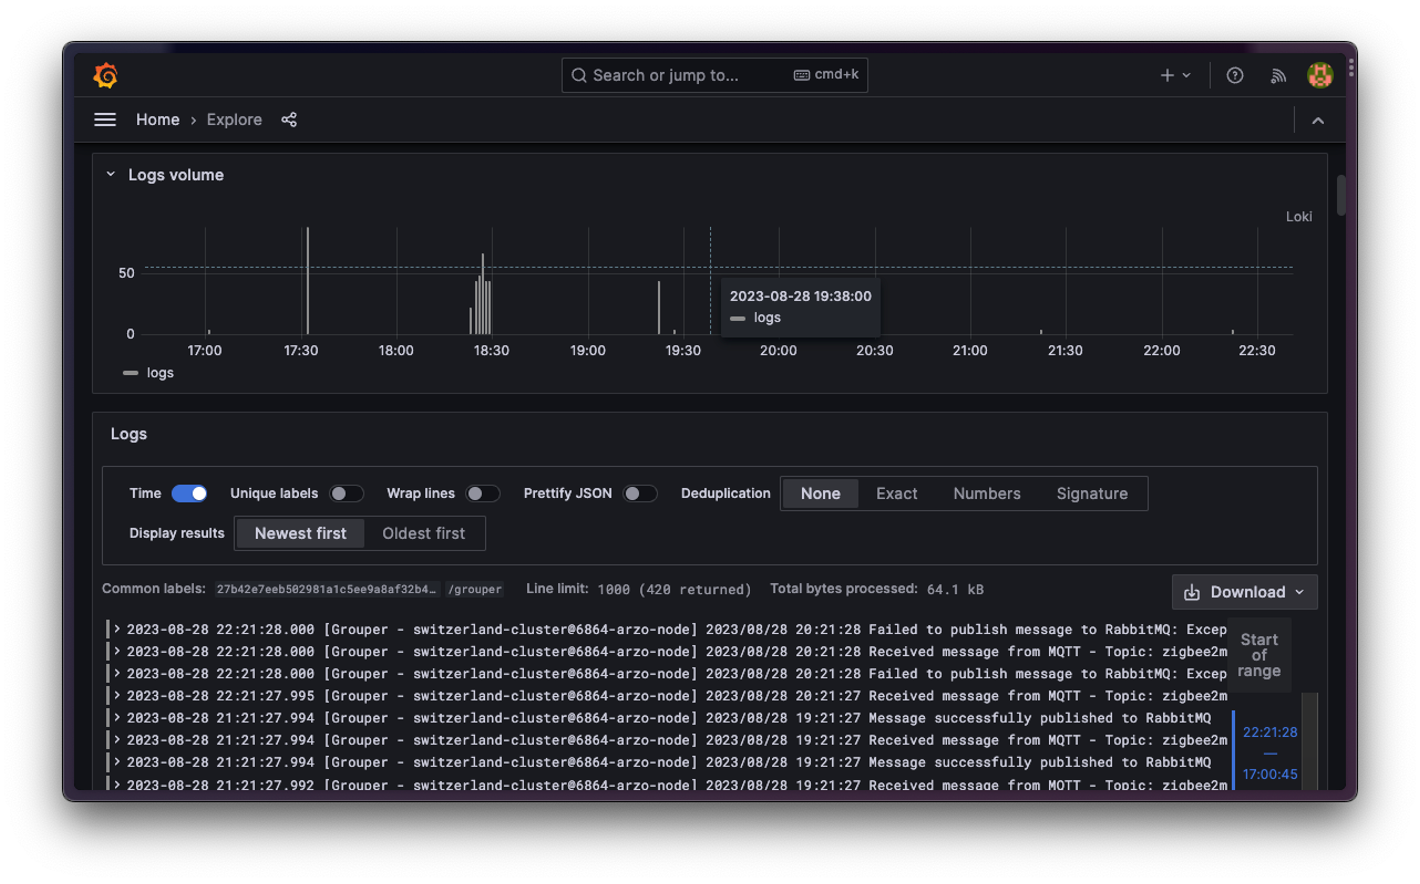 Search or jump to... cmd+k
Home › Explore
Logs volume
Loki
50
0
2023-08-28 19:38:00
logs
17:00 17:30 18:00 18:30 19:00 19:30 20:00 20:30 21:00 21:30 22:00 22:30
logs
Logs
Time Unique labels Wrap lines Prettify JSON Deduplication None Exact Numbers Signature
Display results Newest first Oldest first
Common labels: 27b42e7eeb502981a1c5ee9a8af32b4… /grouper Line limit: 1000 (420 returned) Total bytes processed: 64.1 kB
Download
> 2023-08-28 22:21:28.000 [Grouper - switzerland-cluster@6864-arzo-node] 2023/08/28 20:21:28 Failed to publish message to RabbitMQ: Excep
> 2023-08-28 22:21:28.000 [Grouper - switzerland-cluster@6864-arzo-node] 2023/08/28 20:21:28 Received message from MQTT - Topic: zigbee2m
> 2023-08-28 22:21:28.000 [Grouper - switzerland-cluster@6864-arzo-node] 2023/08/28 20:21:28 Failed to publish message to RabbitMQ: Excep
> 2023-08-28 22:21:27.995 [Grouper - switzerland-cluster@6864-arzo-node] 2023/08/28 20:21:27 Received message from MQTT - Topic: zigbee2m
> 2023-08-28 21:21:27.994 [Grouper - switzerland-cluster@6864-arzo-node] 2023/08/28 19:21:27 Message successfully published to RabbitMQ
> 2023-08-28 21:21:27.994 [Grouper - switzerland-cluster@6864-arzo-node] 2023/08/28 19:21:27 Received message from MQTT - Topic: zigbee2m
> 2023-08-28 21:21:27.994 [Grouper - switzerland-cluster@6864-arzo-node] 2023/08/28 19:21:27 Message successfully published to RabbitMQ
> 2023-08-28 21:21:27.992 [Grouper - switzerland-cluster@6864-arzo-node] 2023/08/28 19:21:27 Received message from MQTT - Topic: zigbee2m
Start
of
range
22:21:28
—
17:00:45